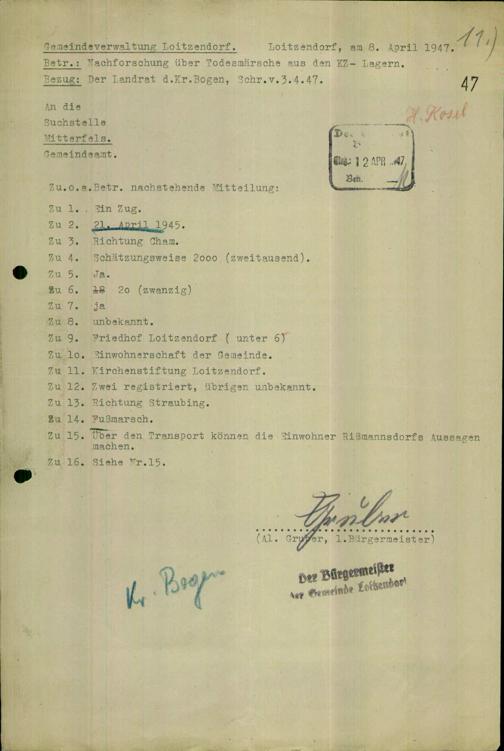 11.)
Gemeindeverwaltung Loitzendorf. Loitzendorf, am 8. April 1947.
Betr.: Nachforschung über Todesmärsche aus den KZ- Lagern.
Bezug: Der Landrat d.Kr.Bogen, Schr.v.3.4.47.
47
An die
Suchstelle
Mitterfels.
Gemeindeamt.
H. Kosel
12 APR 47
Zu.o.a.Betr. nachstehende Mitteilung:
Zu 1. Ein Zug.
Zu 2. 21. April 1945.
Zu 3. Richtung Cham.
Zu 4. Schätzungsweise 2000 (zweitausend).
Zu 5. Ja.
Zu 6 18 20 (zwanzig)
Zu 7. ja
Zu 8. unbekannt.
Zu 9. Friedhof Loitzendorf ( unter 6)
Zu 1o. Einwohnerschaft der Gemeinde.
Zu 11. Kirchenstiftung Loitzendorf.
Zu 12. Zwei registriert, übrigen unbekannt.
Zu 13. Richtung Straubing.
Zu 14. Fußmarsch.
Zu 15. Über den Transport können die Einwohner Rißmannsdorfs Aussagen
machen.
Zu 16. Siehe Nr.15.
Gruber
(Al. Gruber, 1.Bürgermeister)
Kr. Bogen
Der Bürgermeister
der Gemeinde Loitzendorf